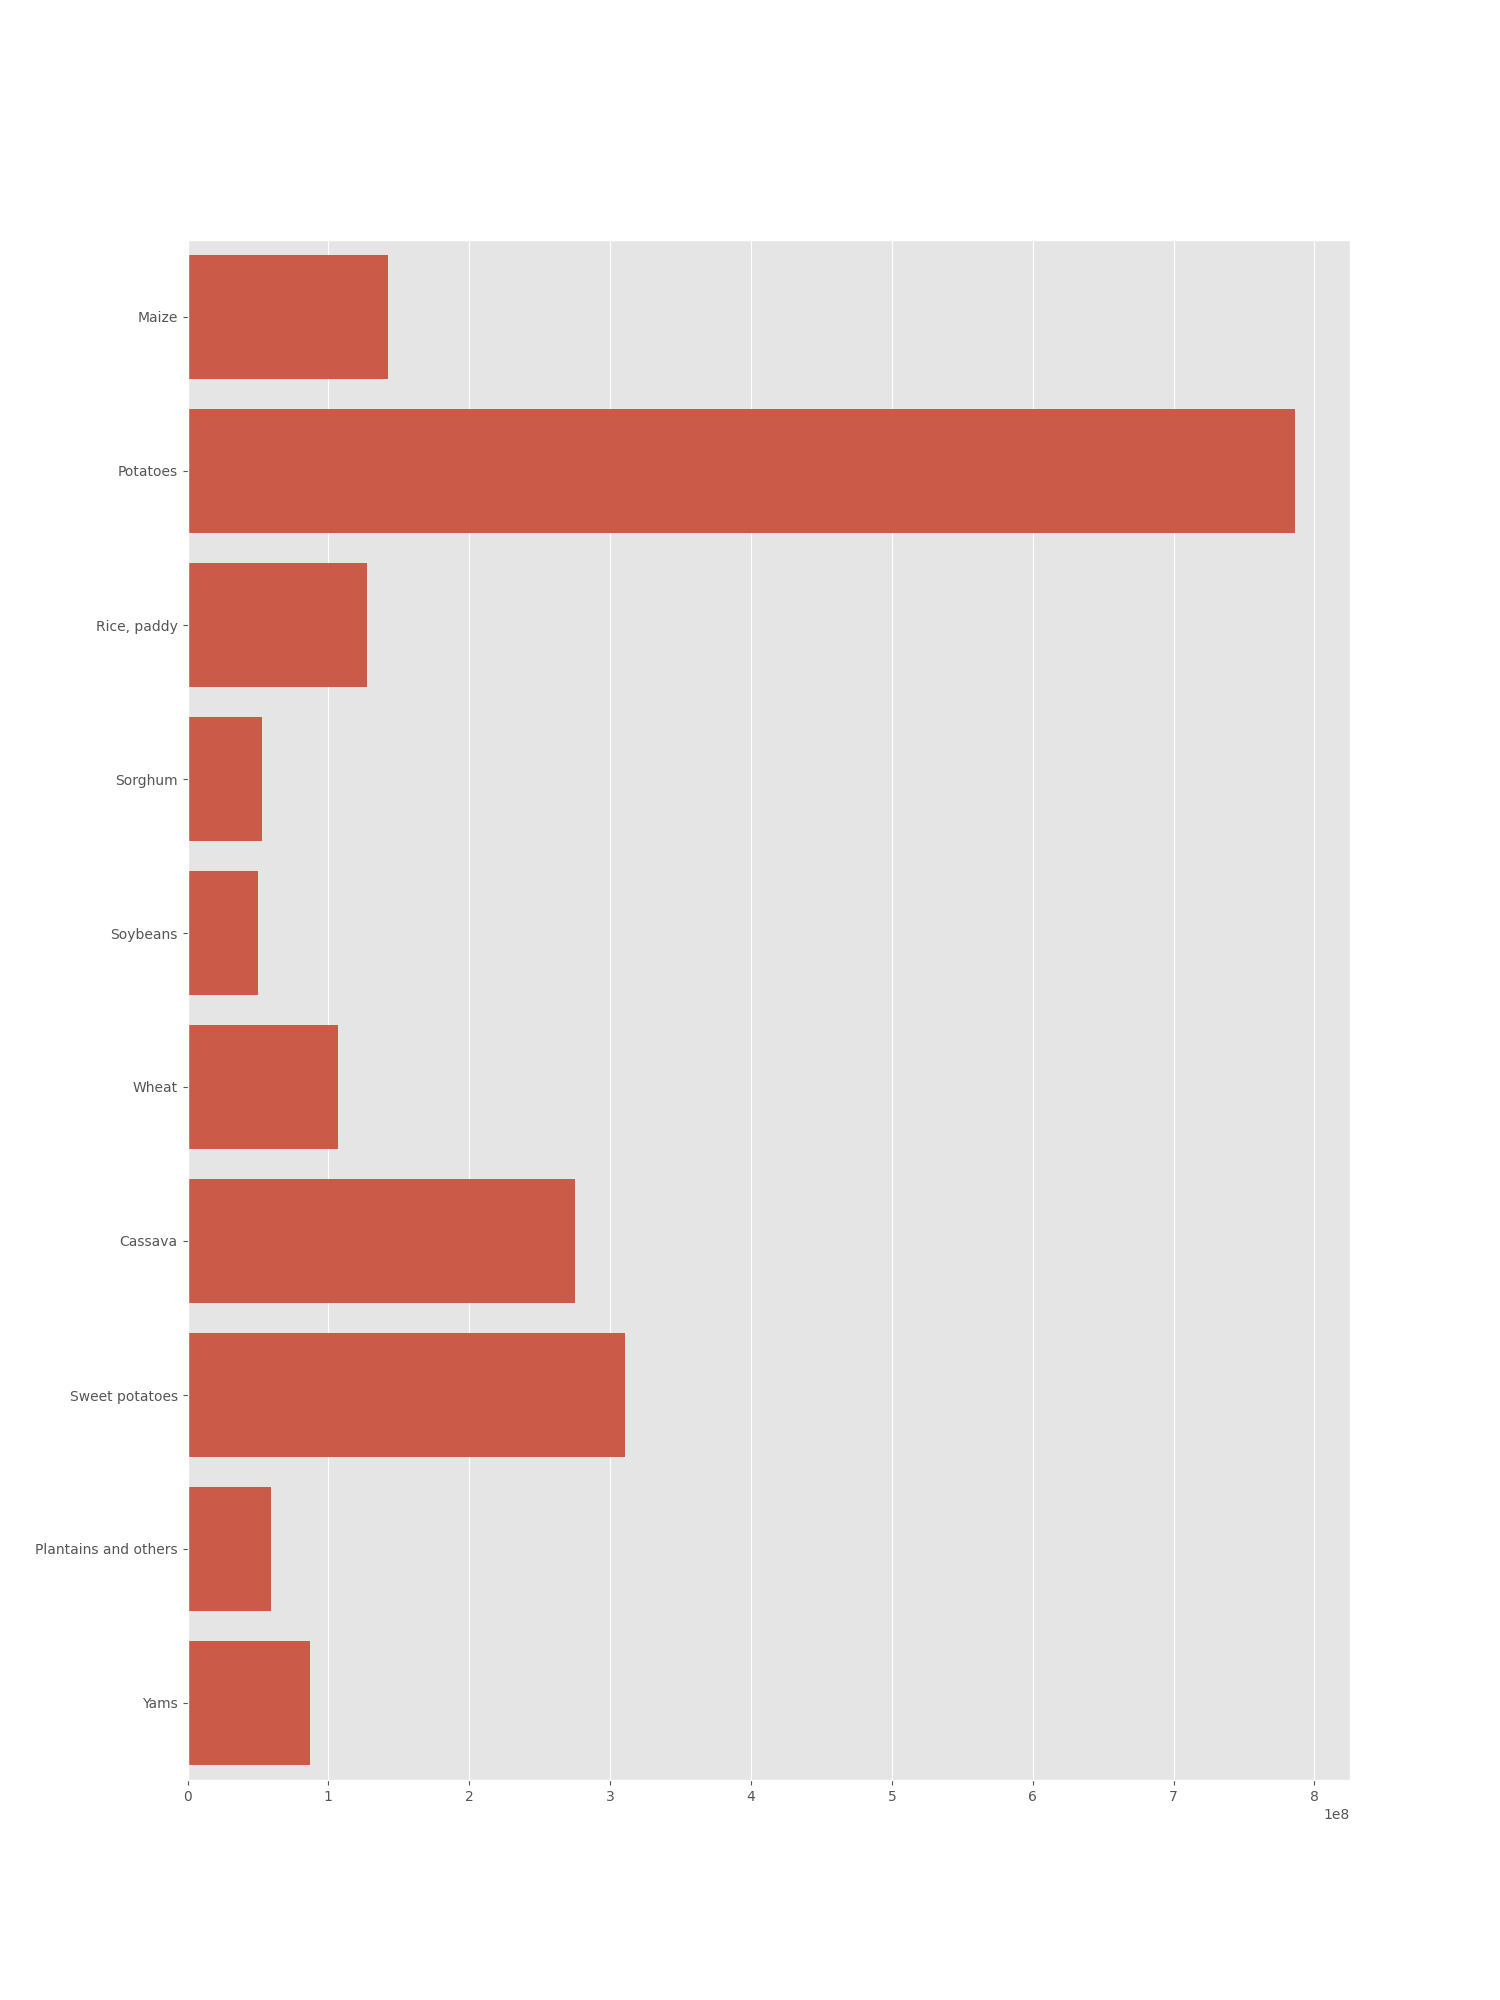 Maize
Potatoes
Rice, paddy
Sorghum
Soybeans
Wheat
Cassava
Sweet potatoes
Plantains and others
Yams
0 1 2 3 4 5 6 7 8
1e8